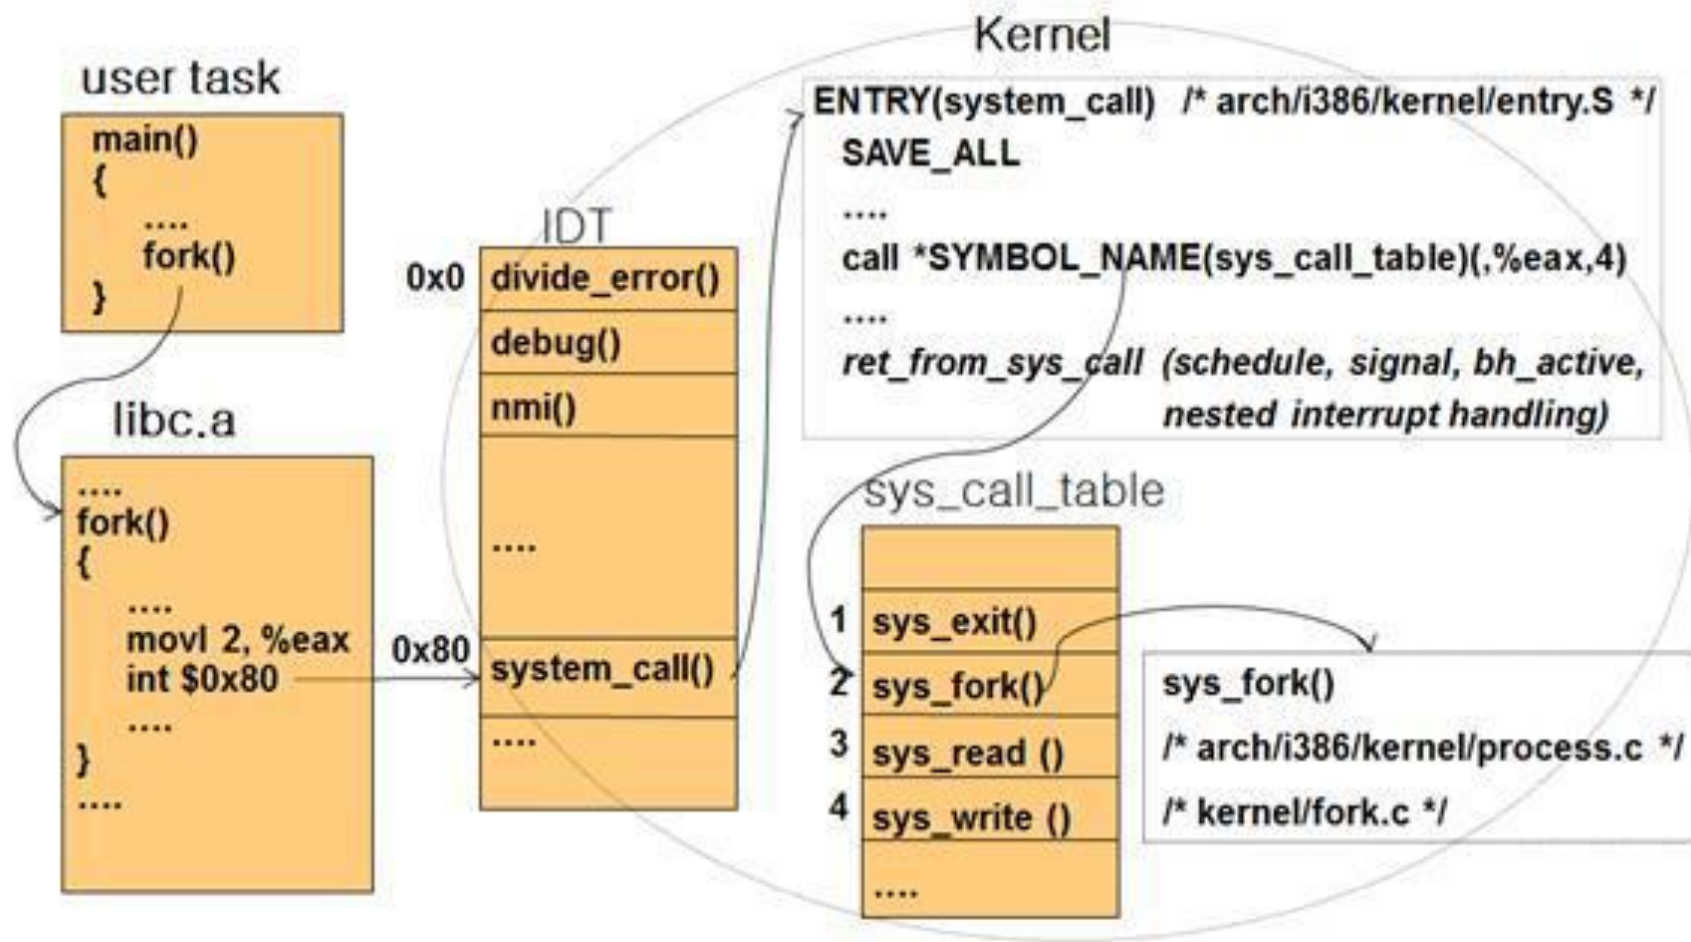 Kernel
user task
main()
{
....
fork()
}
libc.a
....
fork()
{
....
movl 2, %eax
int $0x80
....
}
....
IDT
0x0
divide_error()
debug()
nmi()
....
0x80
system_call()
....
ENTRY(system_call) /* arch/i386/kernel/entry.S */
SAVE_ALL
....
call *SYMBOL_NAME(sys_call_table)(,%eax,4)
....
ret_from_sys_call (schedule, signal, bh_active,
nested interrupt handling)
sys_call_table
1 sys_exit()
2 sys_fork()
3 sys_read ()
4 sys_write ()
....
sys_fork()
/* arch/i386/kernel/process.c */
/* kernel/fork.c */